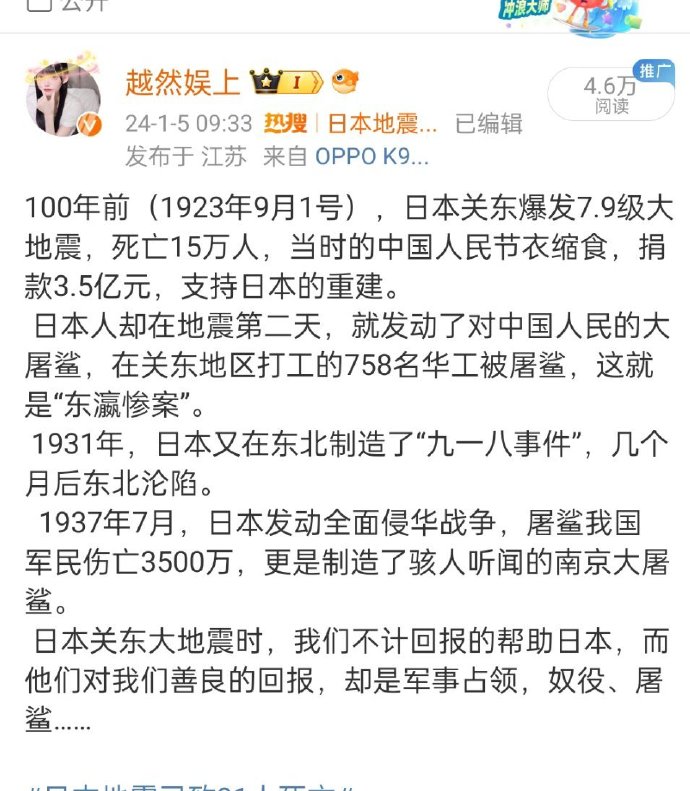 公开
冲浪大师
越然娱上
I
推广
4.6万
阅读
24-1-5 09:33 热搜 | 日本地震... 已编辑
发布于 江苏 来自 OPPO K9...
100年前（1923年9月1号），日本关东爆发7.9级大
地震，死亡15万人，当时的中国人民节衣缩食，捐
款3.5亿元，支持日本的重建。
日本人却在地震第二天，就发动了对中国人民的大
屠鲨，在关东地区打工的758名华工被屠鲨，这就
是“东瀛惨案”。
1931年，日本又在东北制造了“九一八事件”，几个
月后东北沦陷。
1937年7月，日本发动全面侵华战争，屠鲨我国
军民伤亡3500万，更是制造了骇人听闻的南京大屠
鲨。
日本关东大地震时，我们不计回报的帮助日本，而
他们对我们善良的回报，却是军事占领，奴役、屠
鲨……